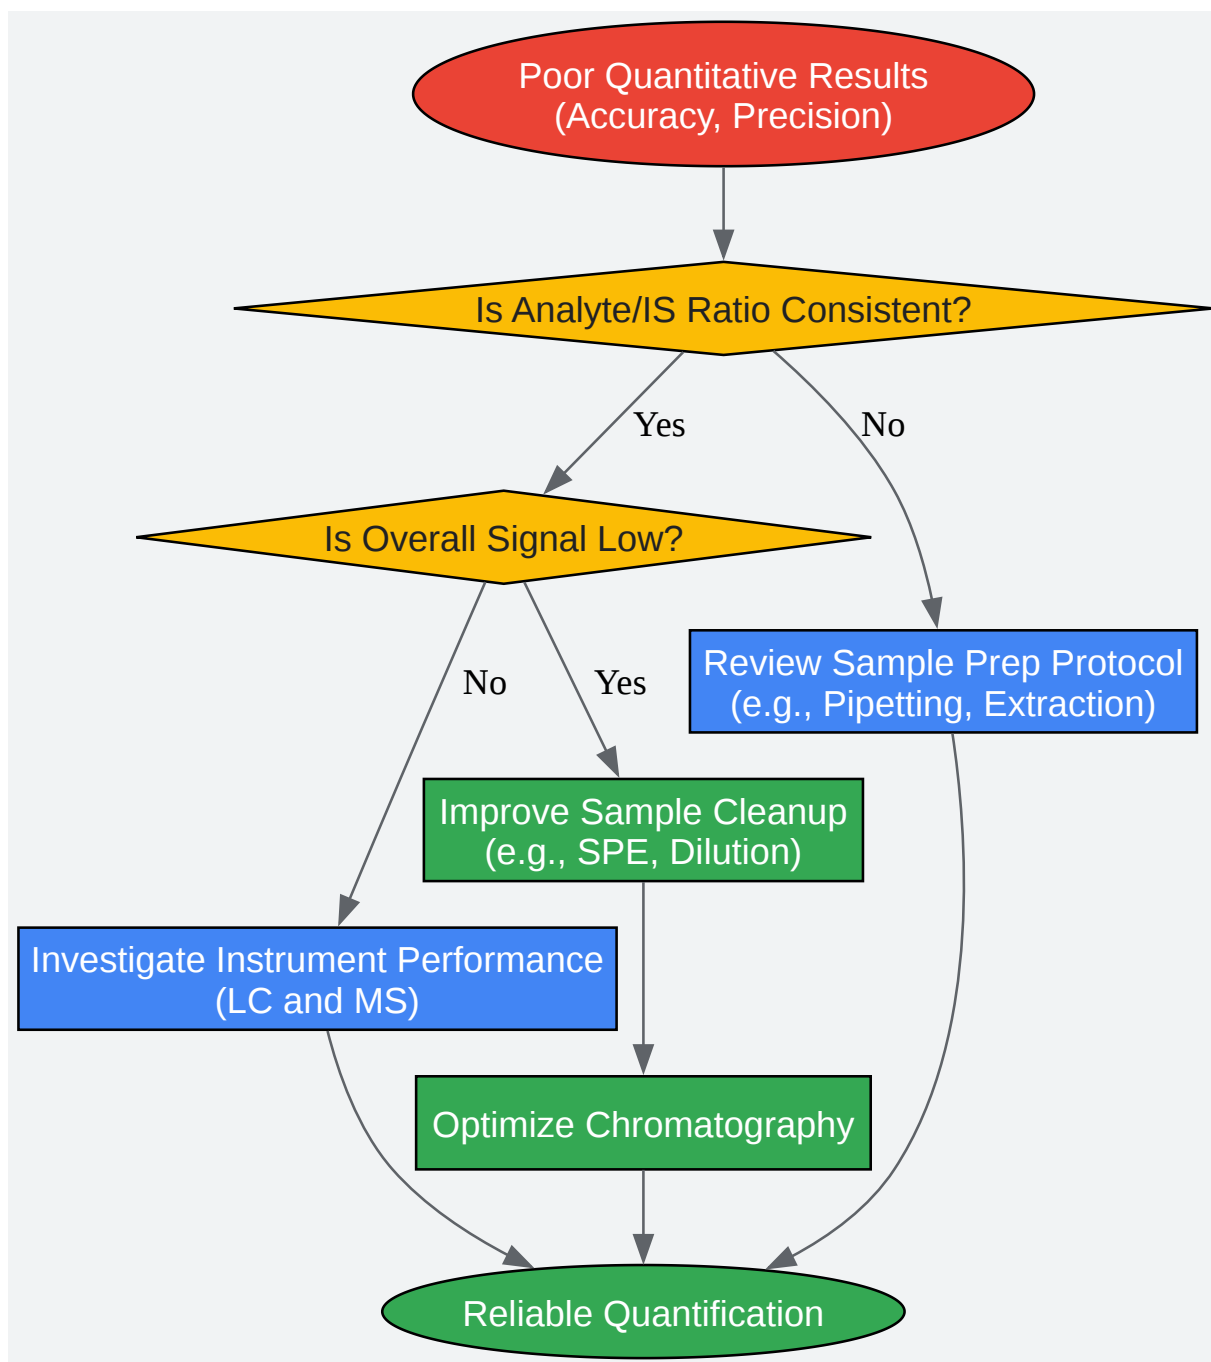 Poor Quantitative Results
(Accuracy, Precision)
Is Analyte/IS Ratio Consistent?
Yes
No
Is Overall Signal Low?
Review Sample Prep Protocol
(e.g., Pipetting, Extraction)
No
Yes
Improve Sample Cleanup
(e.g., SPE, Dilution)
Investigate Instrument Performance
(LC and MS)
Optimize Chromatography
Reliable Quantification